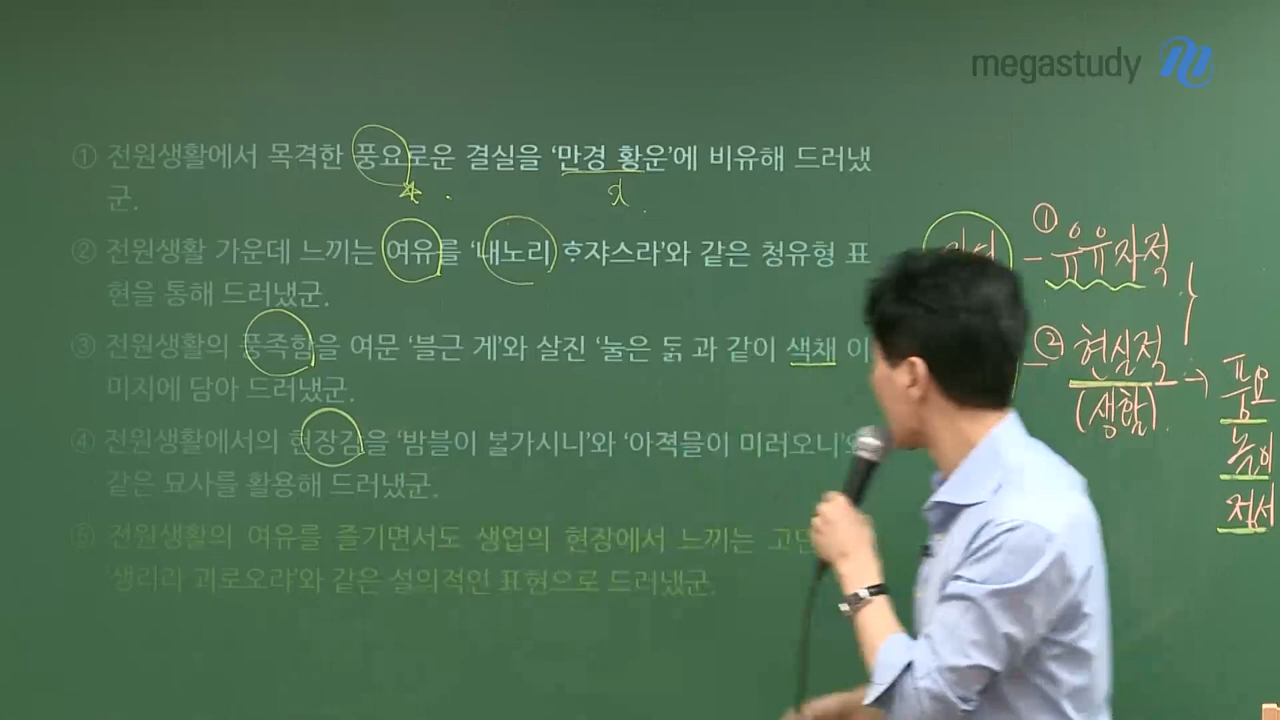 megastudy
① 전원생활에서 목격한 풍요로운 결실을 ‘만경 황운’에 비유해 드러냈
군.
② 전원생활 가운데 느끼는 여유를 ‘내노리 ᄒᆞ쟈스라’와 같은 청유형 표
현을 통해 드러냈군.
③ 전원생활의 풍족함을 여문 ‘블근 게’와 살진 ‘눌은 ᄃᆞᆰ’과 같이 색채 이
미지에 담아 드러냈군.
④ 전원생활에서의 현장감을 ‘밤블이 ᄇᆞᆯ가시니’와 ‘아젹믈이 미러오니’와
같은 묘사를 활용해 드러냈군.
⑤ 전원생활의 여유를 즐기면서도 생업의 현장에서 느끼는
‘생리라 괴로오랴’와 같은 설의적인 표현으로 드러냈군.
① 유유자적
② 현실적
(생활)
풍요
놀이
정서